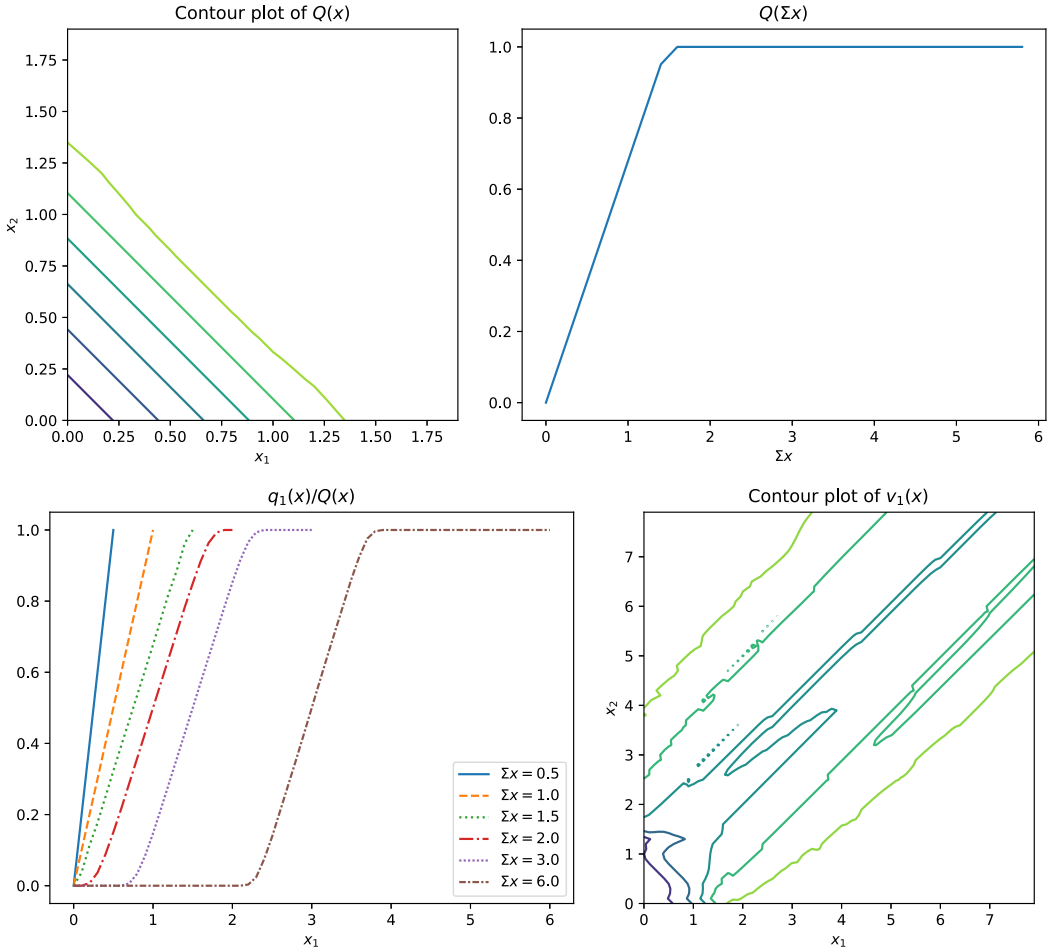 Contour plot of Q(x)
1.75
1.50
1.25
1.00
0.75
0.50
0.25
0.00
x₂
0.00 0.25 0.50 0.75 1.00 1.25 1.50 1.75
x₁
Q(Σx)
1.0
0.8
0.6
0.4
0.2
0.0
0 1 2 3 4 5 6
Σx
q₁(x)/Q(x)
1.0
0.8
0.6
0.4
0.2
0.0
Σx = 0.5
Σx = 1.0
Σx = 1.5
Σx = 2.0
Σx = 3.0
Σx = 6.0
0 1 2 3 4 5 6
x₁
Contour plot of v₁(x)
7
6
5
4
3
2
1
0
x₂
0 1 2 3 4 5 6 7
x₁